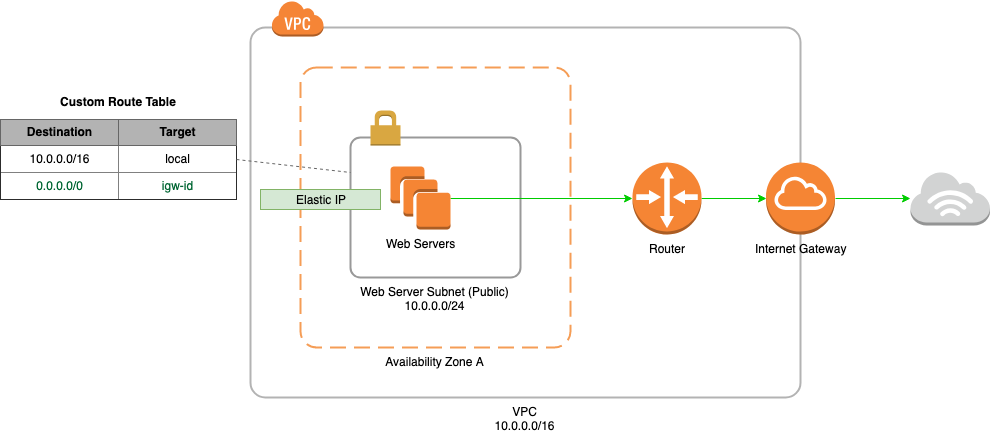 VPC
Custom Route Table
Destination Target
10.0.0.0/16 local
0.0.0.0/0 igw-id
Elastic IP
Web Servers
Web Server Subnet (Public)
10.0.0.0/24
Availability Zone A
Router
Internet Gateway
VPC
10.0.0.0/16